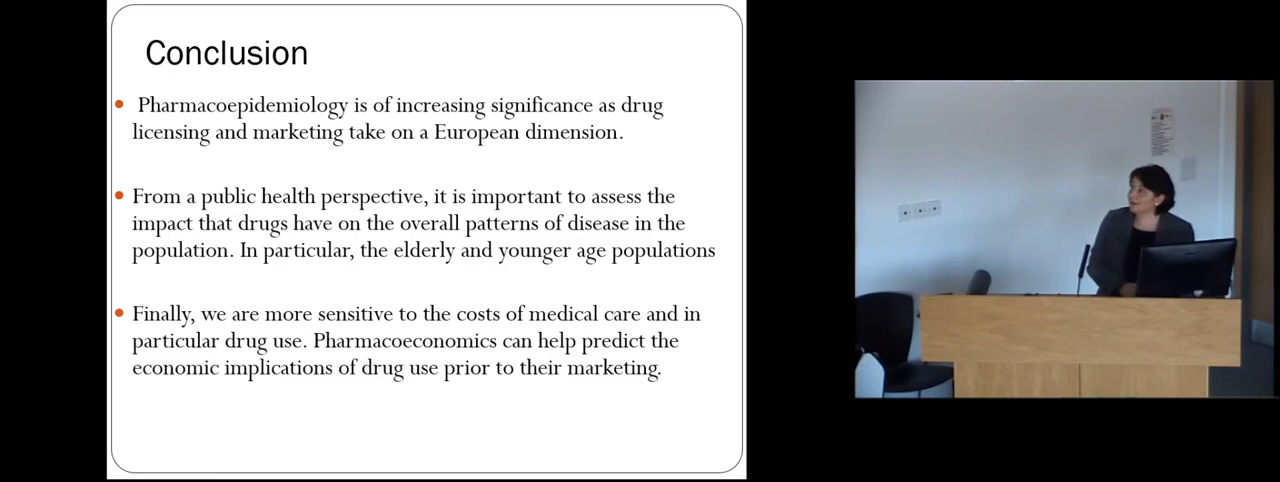 Conclusion
Pharmacoepidemiology is of increasing significance as drug
licensing and marketing take on a European dimension.
From a public health perspective, it is important to assess the
impact that drugs have on the overall patterns of disease in the
population. In particular, the elderly and younger age populations
Finally, we are more sensitive to the costs of medical care and in
particular drug use. Pharmacoeconomics can help predict the
economic implications of drug use prior to their marketing.